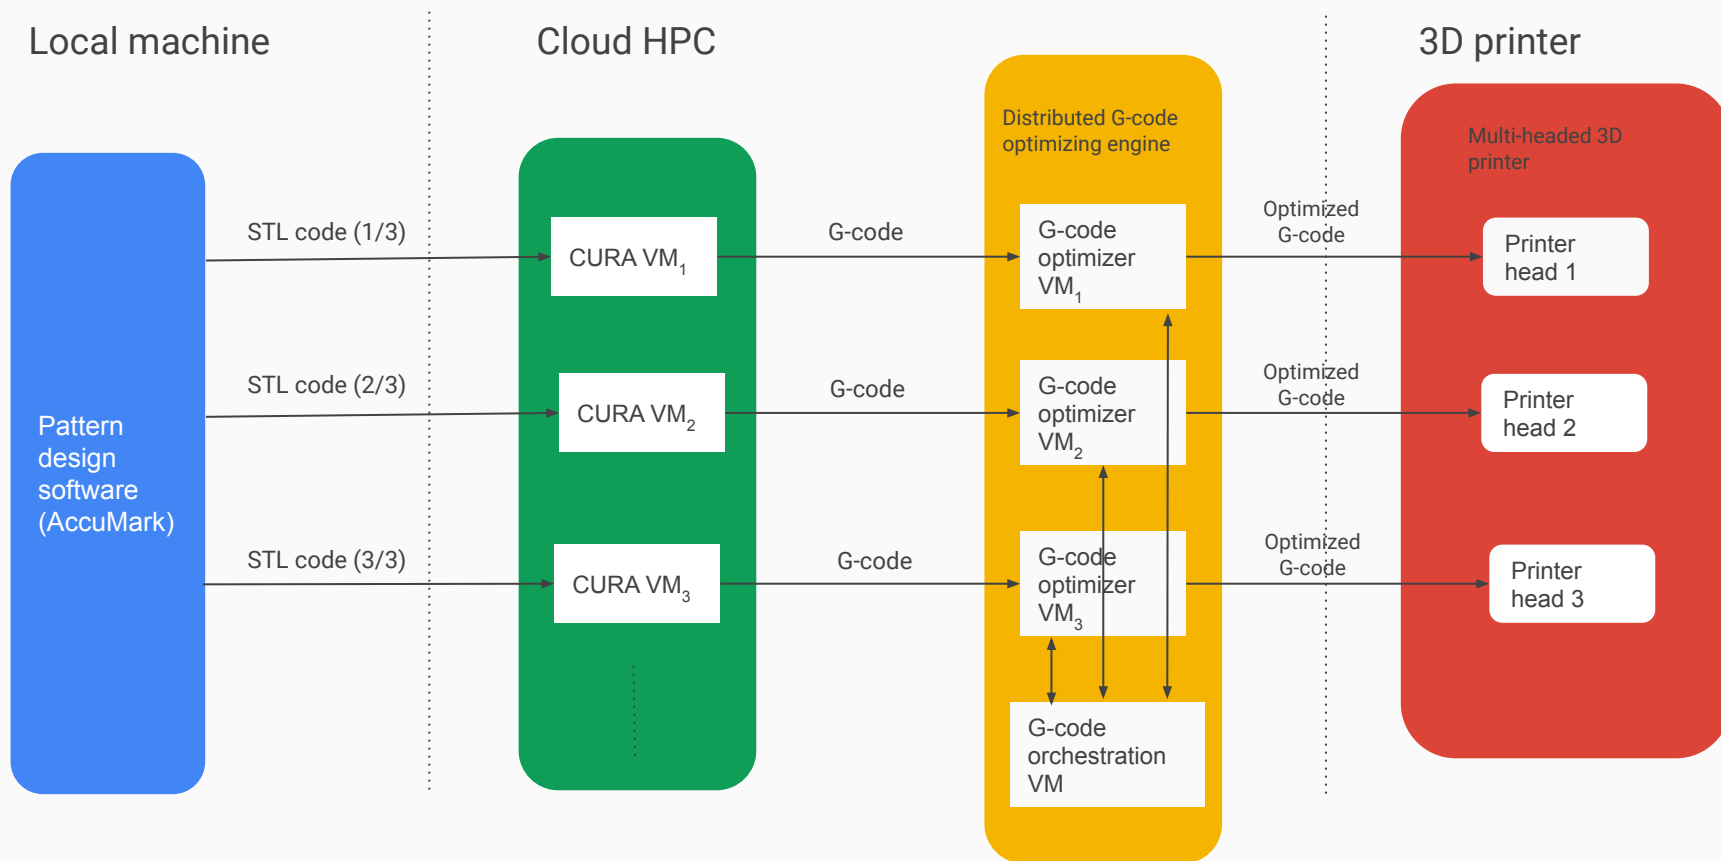 Local machine
Cloud HPC
3D printer
Distributed G-code
optimizing engine
Multi-headed 3D
printer
STL code (1/3)
CURA VM1
G-code
G-code
optimizer
VM1
Optimized
G-code
Printer
head 1
STL code (2/3)
CURA VM2
G-code
G-code
optimizer
VM2
Optimized
G-code
Printer
head 2
Pattern
design
software
(AccuMark)
STL code (3/3)
CURA VM3
G-code
G-code
optimizer
VM3
Optimized
G-code
Printer
head 3
G-code
orchestration
VM